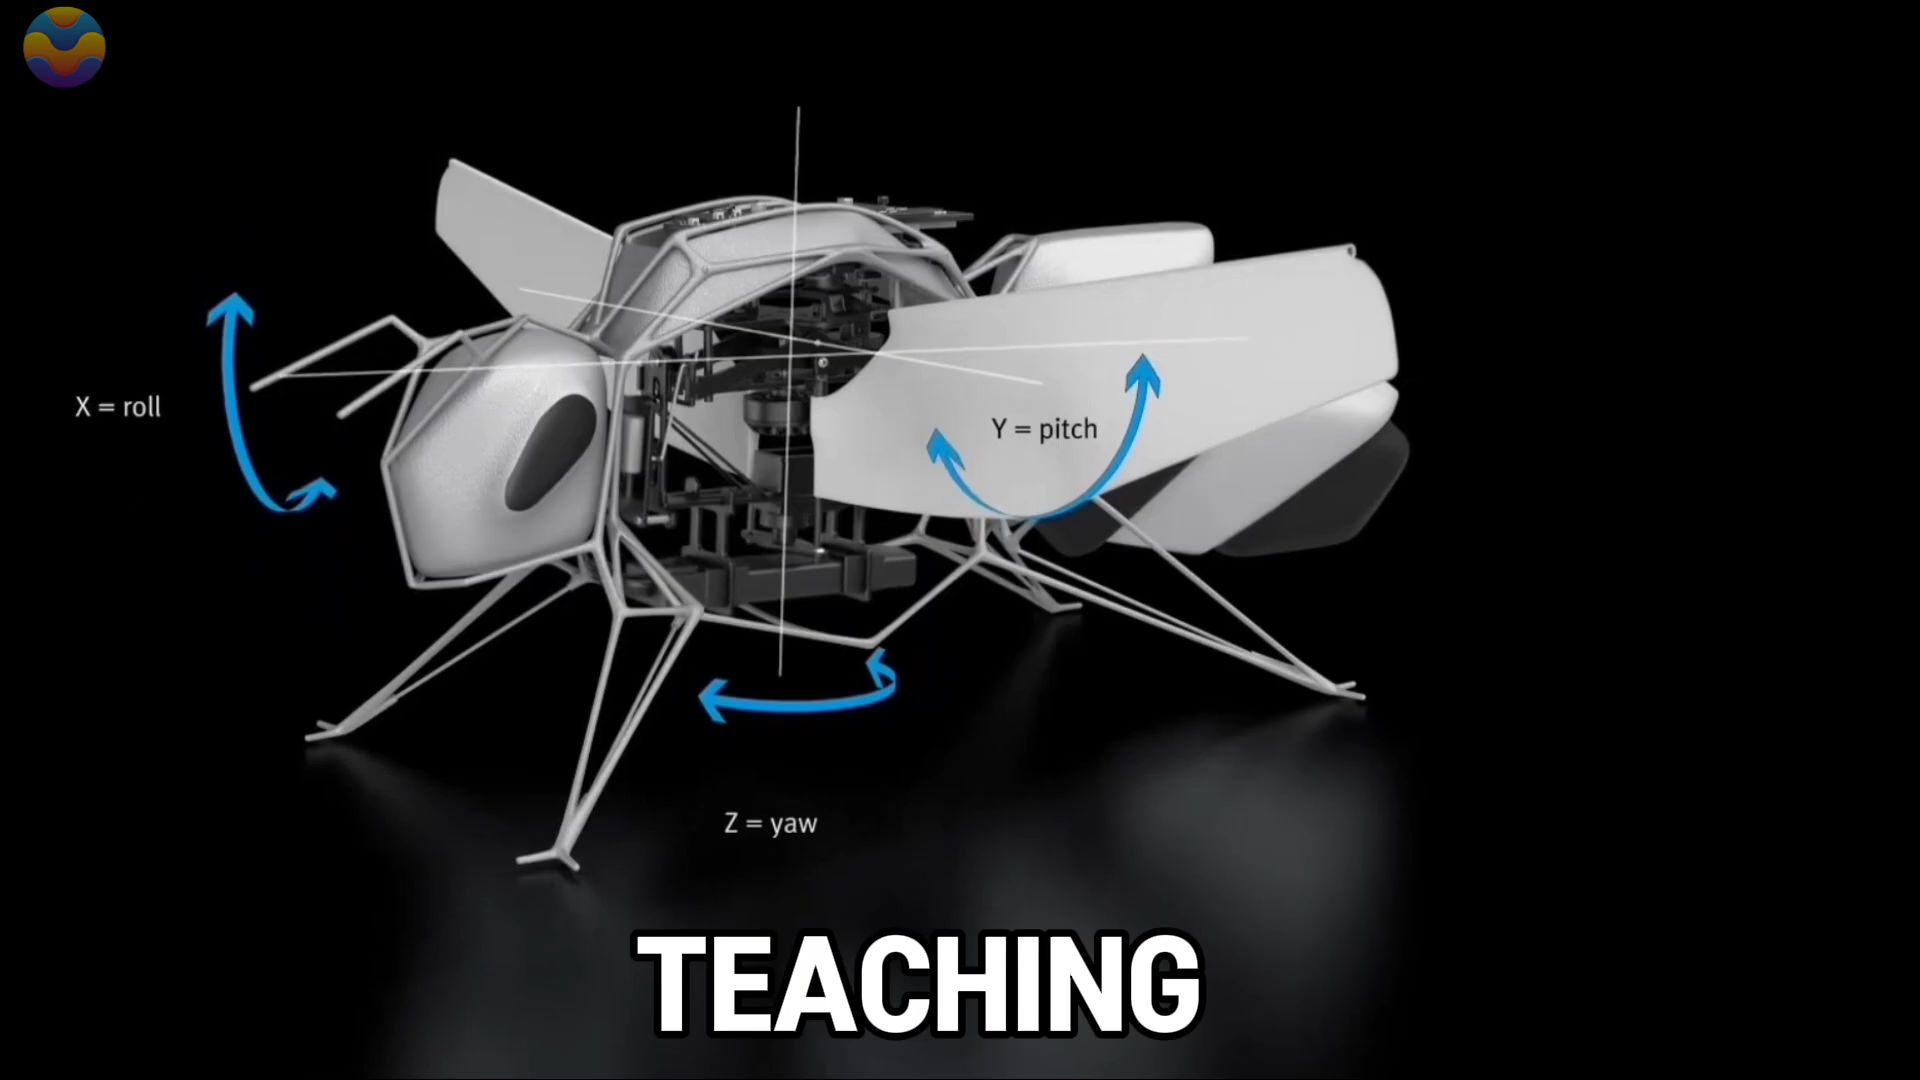 X = roll
Y = pitch
Z = yaw
TEACHING